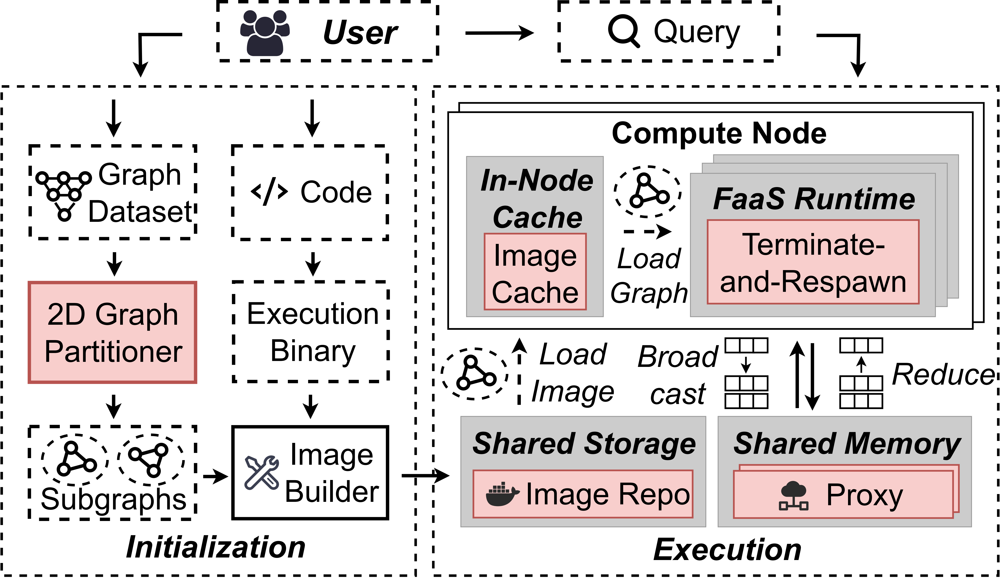 User
Query
Graph
Dataset
</> Code
2D Graph
Partitioner
Execution
Binary
Subgraphs
Image
Builder
Initialization
Compute Node
In-Node
Cache
Image
Cache
Load
Graph
FaaS Runtime
Terminate-
and-Respawn
Load
Image
Broad
cast
Reduce
Shared Storage
Image Repo
Shared Memory
Proxy
Execution